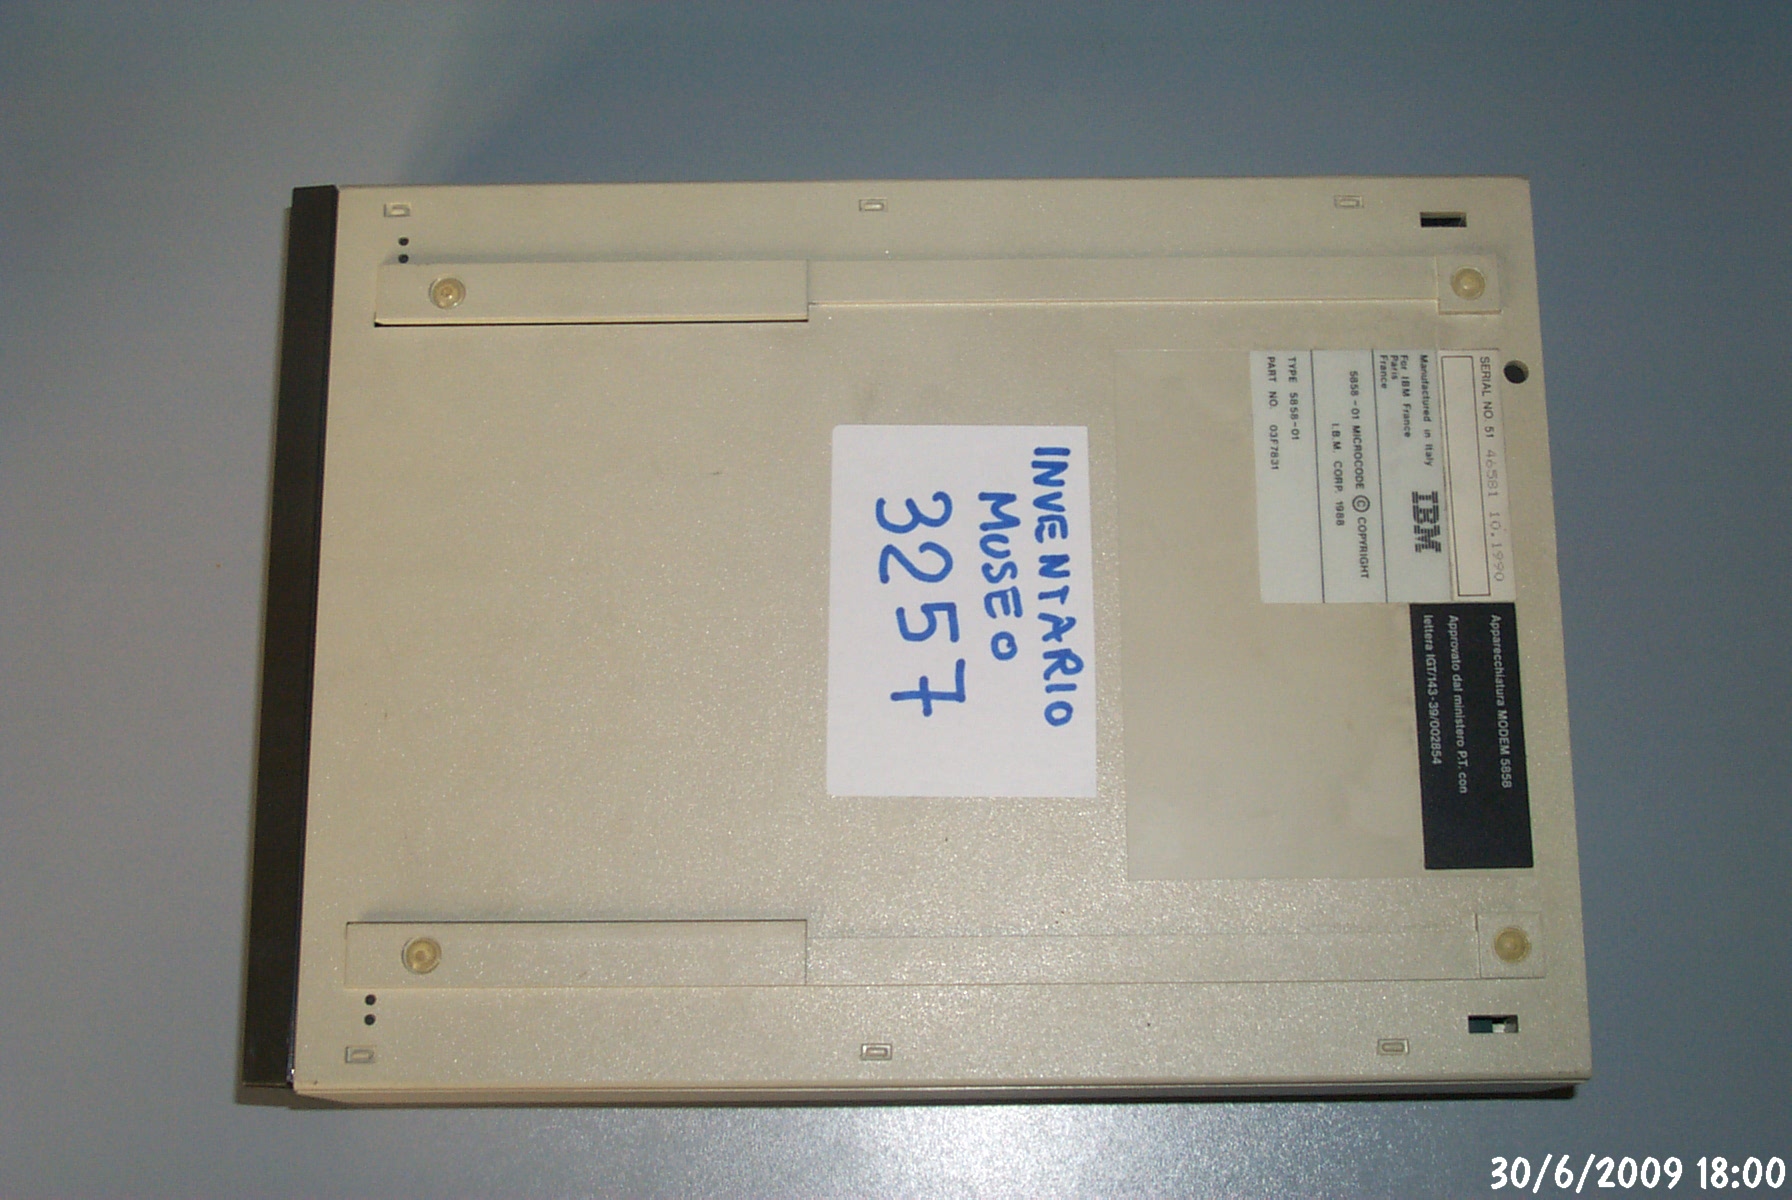 SERIAL NO. 51 46581 10.1990
Manufactured in Italy
For IBM France
Paris
France
IBM
5858 - 01 MICROCODE © COPYRIGHT
I.B.M. CORP. 1988
TYPE 5858-01
PART NO. 03F7831
Apparecchiatura MODEM 5858
Approvato dal ministero P.T. con
lettera IGT/143-39/002854
INVENTARIO
MUSEO
3257
30/6/2009 18:00